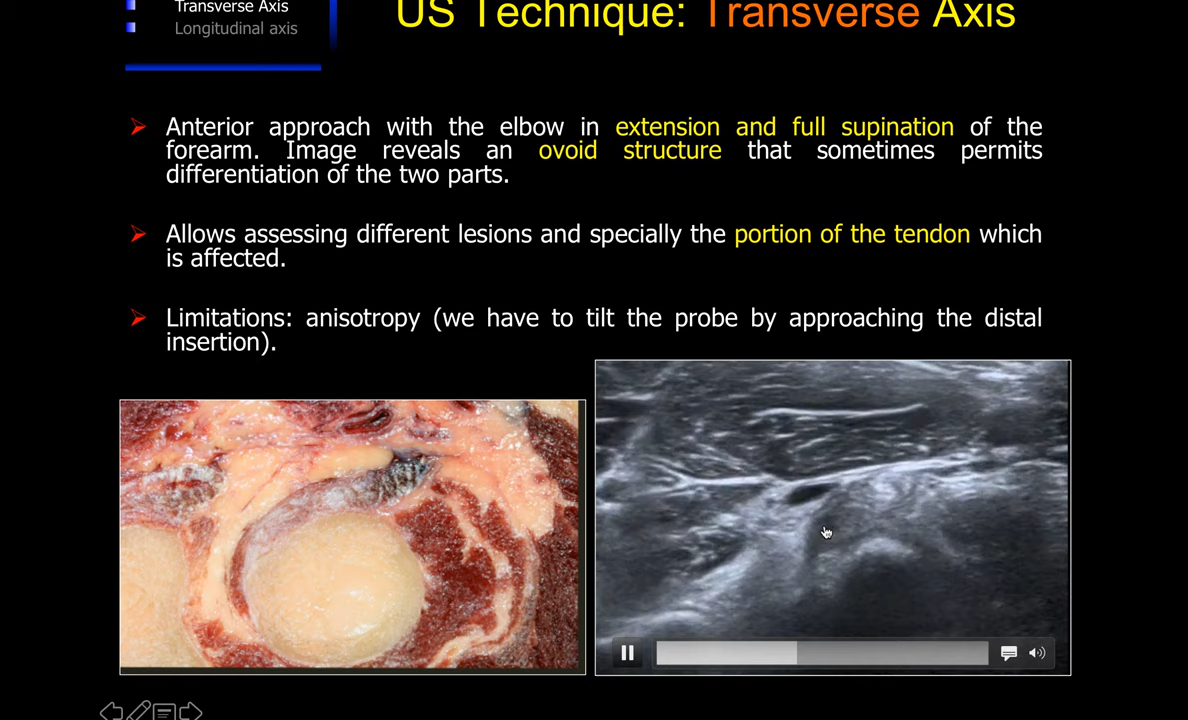 Transverse Axis
Longitudinal axis
US Technique: Transverse Axis
Anterior approach with the elbow in extension and full supination of the
forearm. Image reveals an ovoid structure that sometimes permits
differentiation of the two parts.
Allows assessing different lesions and specially the portion of the tendon which
is affected.
Limitations: anisotropy (we have to tilt the probe by approaching the distal
insertion).